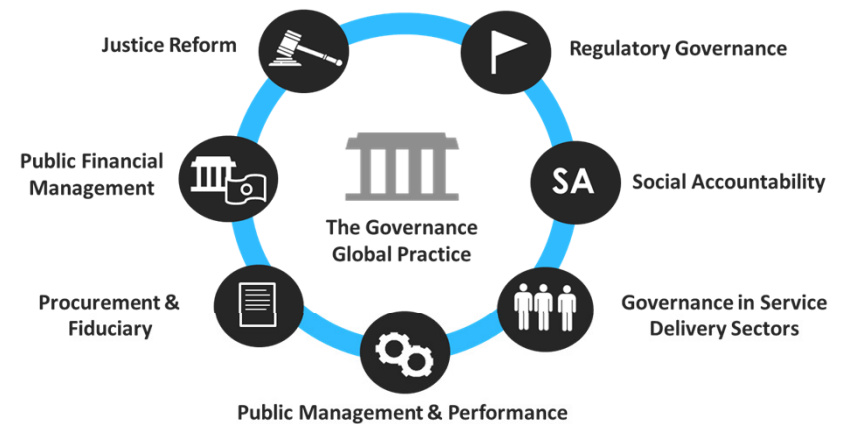 Justice Reform
Regulatory Governance
Public Financial
Management
SA
Social Accountability
The Governance
Global Practice
Procurement &
Fiduciary
Governance in Service
Delivery Sectors
Public Management & Performance